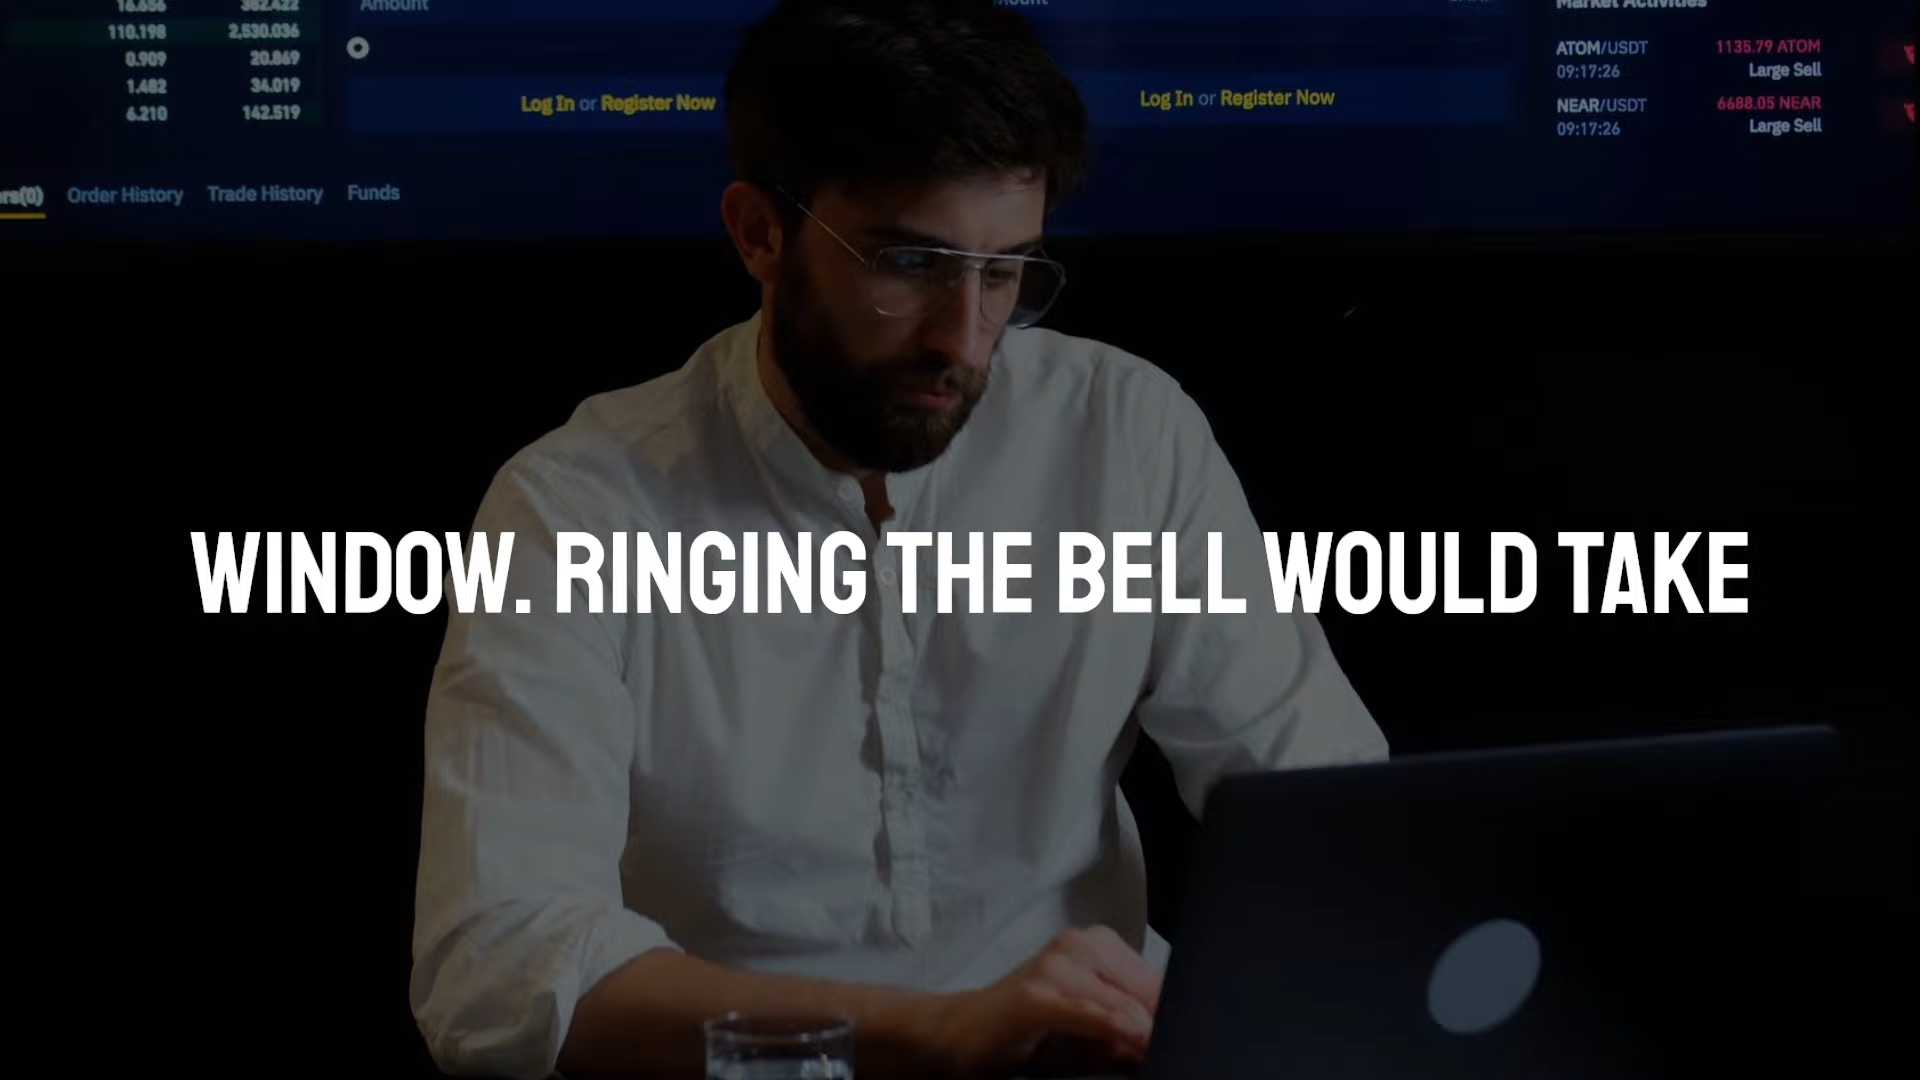 16.656 382.422
110.198 2,530.036
0.909 20.869
1.482 34.019
6.210 142.519
Amount
Log In or Register Now
Log In or Register Now
Market Activities
ATOM/USDT 1135.79 ATOM
09:17:26 Large Sell
NEAR/USDT 6688.05 NEAR
09:17:26 Large Sell
Order History Trade History Funds
WINDOW. RINGING THE BELL WOULD TAKE